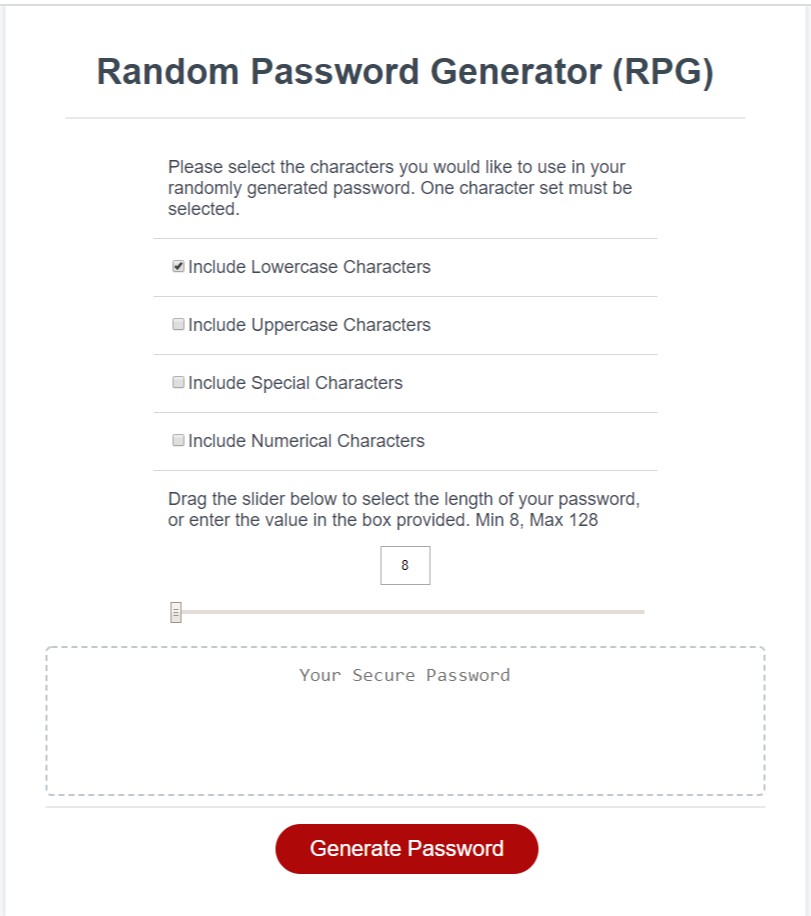 Random Password Generator (RPG)
Please select the characters you would like to use in your
randomly generated password. One character set must be
selected.
Include Lowercase Characters
Include Uppercase Characters
Include Special Characters
Include Numerical Characters
Drag the slider below to select the length of your password,
or enter the value in the box provided. Min 8, Max 128
8
Your Secure Password
Generate Password